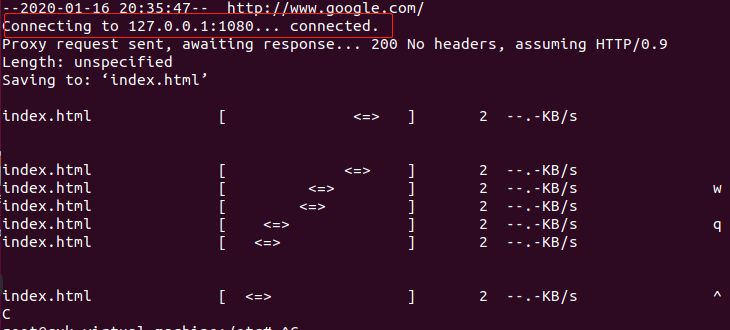 --2020-01-16 20:35:47--  http://www.google.com/
Connecting to 127.0.0.1:1080... connected.
Proxy request sent, awaiting response... 200 No headers, assuming HTTP/0.9
Length: unspecified
Saving to: ‘index.html’
index.html              [              <=>   ]       2  --.-KB/s
index.html              [             <=>    ]       2  --.-KB/s
index.html              [         <=>        ]       2  --.-KB/s               w
index.html              [        <=>         ]       2  --.-KB/s
index.html              [    <=>             ]       2  --.-KB/s               q
index.html              [   <=>              ]       2  --.-KB/s
index.html              [  <=>               ]       2  --.-KB/s               ^
C